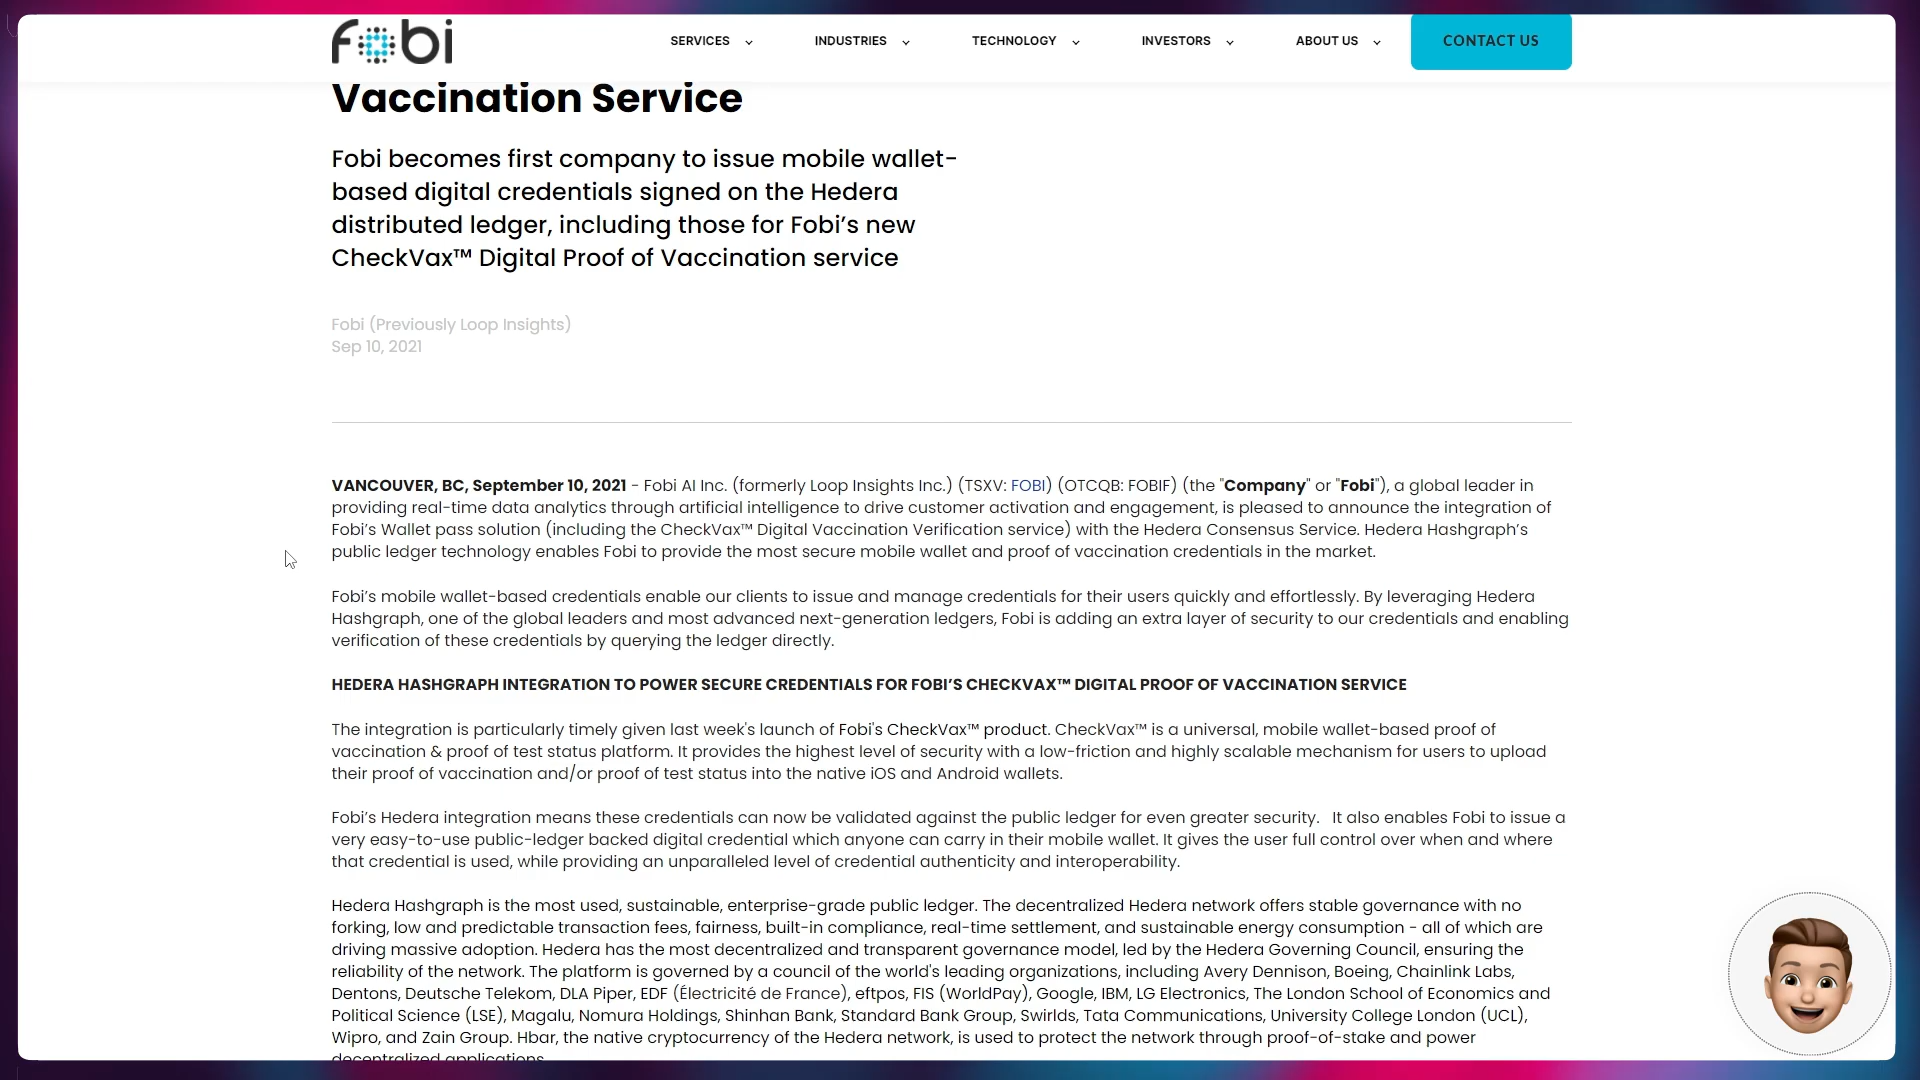 fobi
SERVICES
INDUSTRIES
TECHNOLOGY
INVESTORS
ABOUT US
CONTACT US
Vaccination Service
Fobi becomes first company to issue mobile wallet-
based digital credentials signed on the Hedera
distributed ledger, including those for Fobi’s new
CheckVax™ Digital Proof of Vaccination service
Fobi (Previously Loop Insights)
Sep 10, 2021
VANCOUVER, BC, September 10, 2021 - Fobi AI Inc. (formerly Loop Insights Inc.) (TSXV: FOBI) (OTCQB: FOBIF) (the "Company" or "Fobi"), a global leader in
providing real-time data analytics through artificial intelligence to drive customer activation and engagement, is pleased to announce the integration of
Fobi’s Wallet pass solution (including the CheckVax™ Digital Vaccination Verification service) with the Hedera Consensus Service. Hedera Hashgraph’s
public ledger technology enables Fobi to provide the most secure mobile wallet and proof of vaccination credentials in the market.
Fobi’s mobile wallet-based credentials enable our clients to issue and manage credentials for their users quickly and effortlessly. By leveraging Hedera
Hashgraph, one of the global leaders and most advanced next-generation ledgers, Fobi is adding an extra layer of security to our credentials and enabling
verification of these credentials by querying the ledger directly.
HEDERA HASHGRAPH INTEGRATION TO POWER SECURE CREDENTIALS FOR FOBI’S CHECKVAX™ DIGITAL PROOF OF VACCINATION SERVICE
The integration is particularly timely given last week's launch of Fobi's CheckVax™ product. CheckVax™ is a universal, mobile wallet-based proof of
vaccination & proof of test status platform. It provides the highest level of security with a low-friction and highly scalable mechanism for users to upload
their proof of vaccination and/or proof of test status into the native iOS and Android wallets.
Fobi’s Hedera integration means these credentials can now be validated against the public ledger for even greater security.   It also enables Fobi to issue a
very easy-to-use public-ledger backed digital credential which anyone can carry in their mobile wallet. It gives the user full control over when and where
that credential is used, while providing an unparalleled level of credential authenticity and interoperability.
Hedera Hashgraph is the most used, sustainable, enterprise-grade public ledger. The decentralized Hedera network offers stable governance with no
forking, low and predictable transaction fees, fairness, built-in compliance, real-time settlement, and sustainable energy consumption - all of which are
driving massive adoption. Hedera has the most decentralized and transparent governance model, led by the Hedera Governing Council, ensuring the
reliability of the network. The platform is governed by a council of the world's leading organizations, including Avery Dennison, Boeing, Chainlink Labs,
Dentons, Deutsche Telekom, DLA Piper, EDF (Électricité de France), eftpos, FIS (WorldPay), Google, IBM, LG Electronics, The London School of Economics and
Political Science (LSE), Magalu, Nomura Holdings, Shinhan Bank, Standard Bank Group, Swirlds, Tata Communications, University College London (UCL),
Wipro, and Zain Group. Hbar, the native cryptocurrency of the Hedera network, is used to protect the network through proof-of-stake and power
decentralized applications.